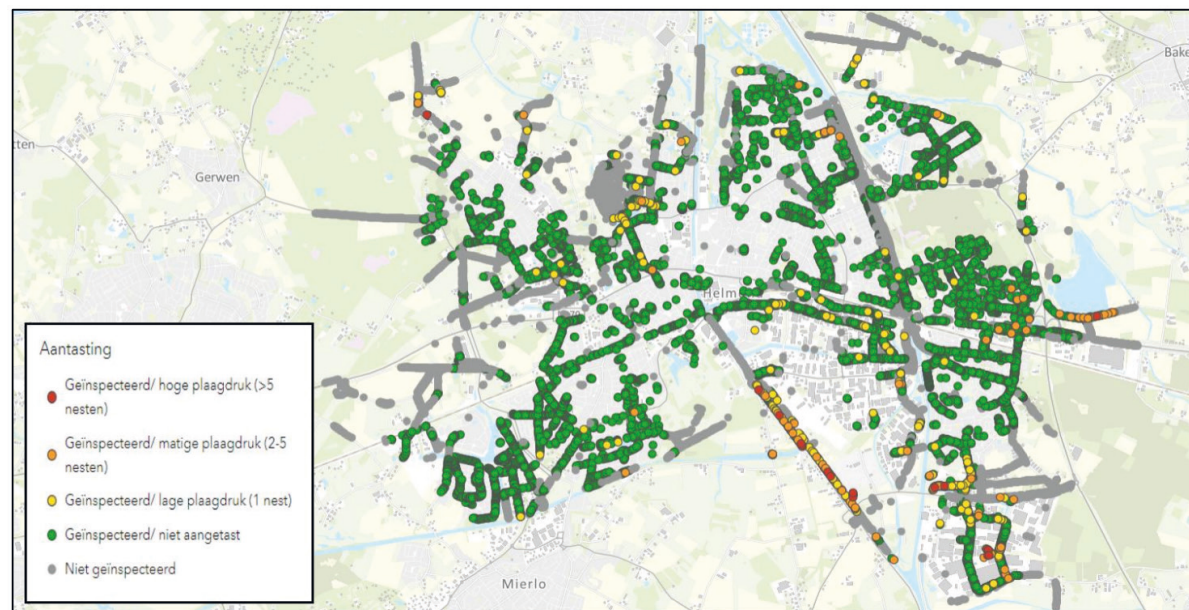 Bake
tten
Gerwen
Helm
Aantasting
Geïnspecteerd/ hoge plaagdruk (>5
nesten)
Geïnspecteerd/ matige plaagdruk (2-5
nesten)
Geïnspecteerd/ lage plaagdruk (1 nest)
Geïnspecteerd/ niet aangetast
Niet geïnspecteerd
Mierlo